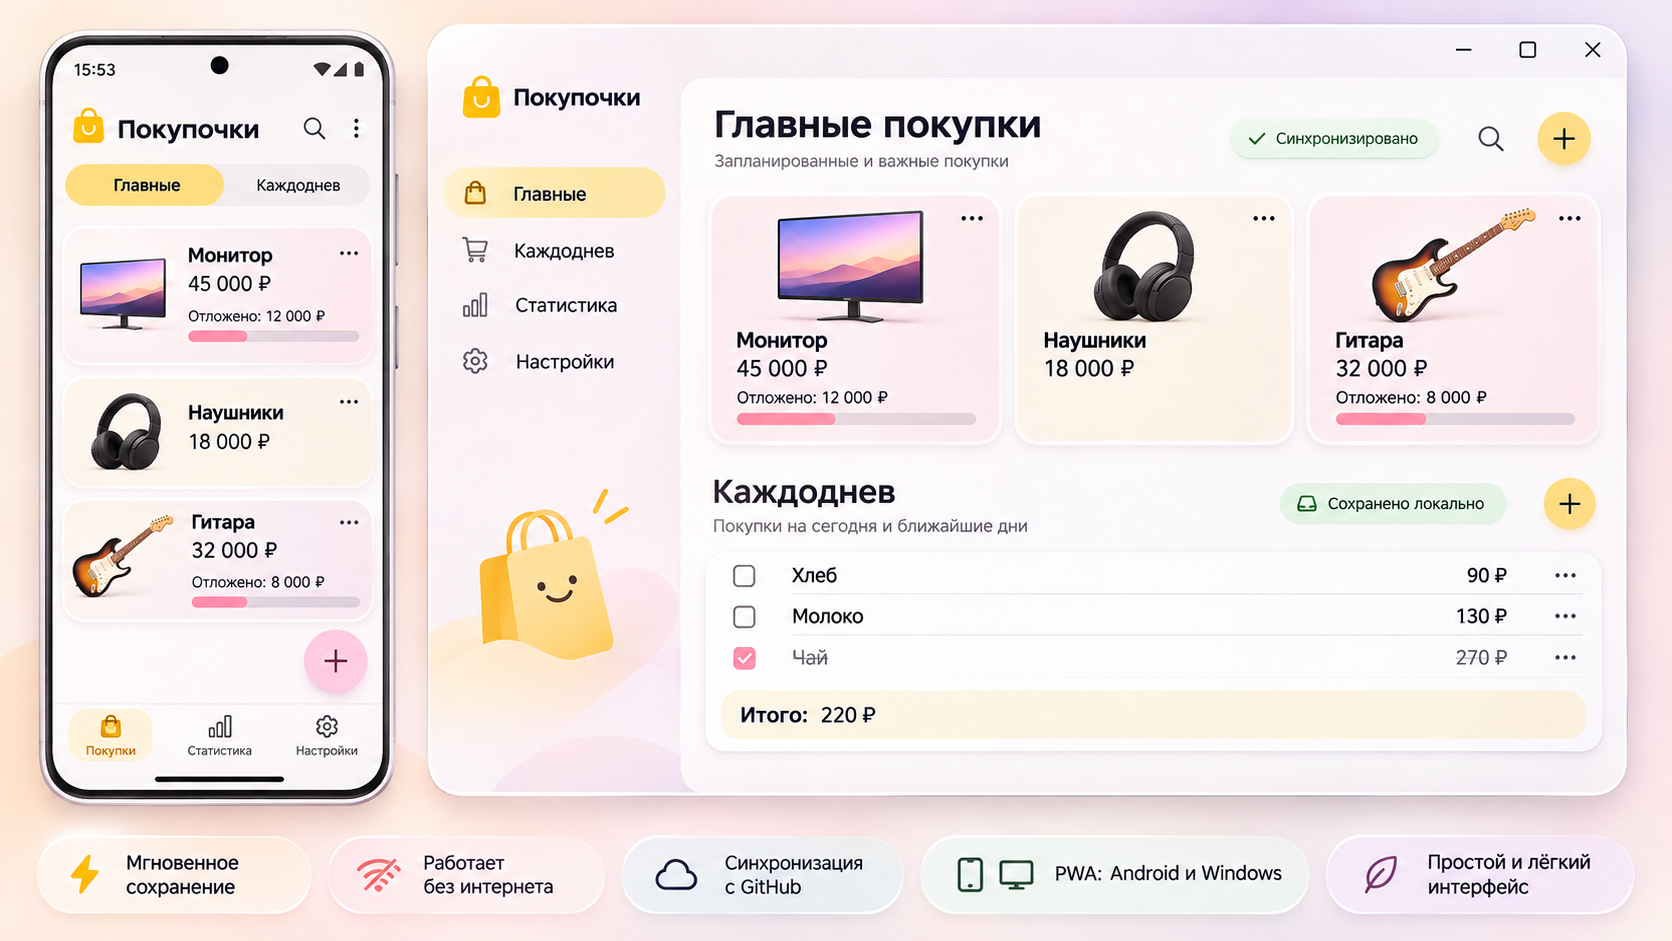 15:53
Покупочки
Главные
Каждоднев
Монитор
45 000 ₽
Отложено: 12 000 ₽
Наушники
18 000 ₽
Гитара
32 000 ₽
Отложено: 8 000 ₽
Покупки
Статистика
Настройки
Покупочки
Главные
Каждоднев
Статистика
Настройки
Главные покупки
Запланированные и важные покупки
Синхронизировано
Монитор
45 000 ₽
Отложено: 12 000 ₽
Наушники
18 000 ₽
Гитара
32 000 ₽
Отложено: 8 000 ₽
Каждоднев
Покупки на сегодня и ближайшие дни
Сохранено локально
Хлеб 90 ₽
Молоко 130 ₽
Чай 270 ₽
Итого: 220 ₽
Мгновенное
сохранение
Работает
без интернета
Синхронизация
с GitHub
PWA: Android и Windows
Простой и лёгкий
интерфейс